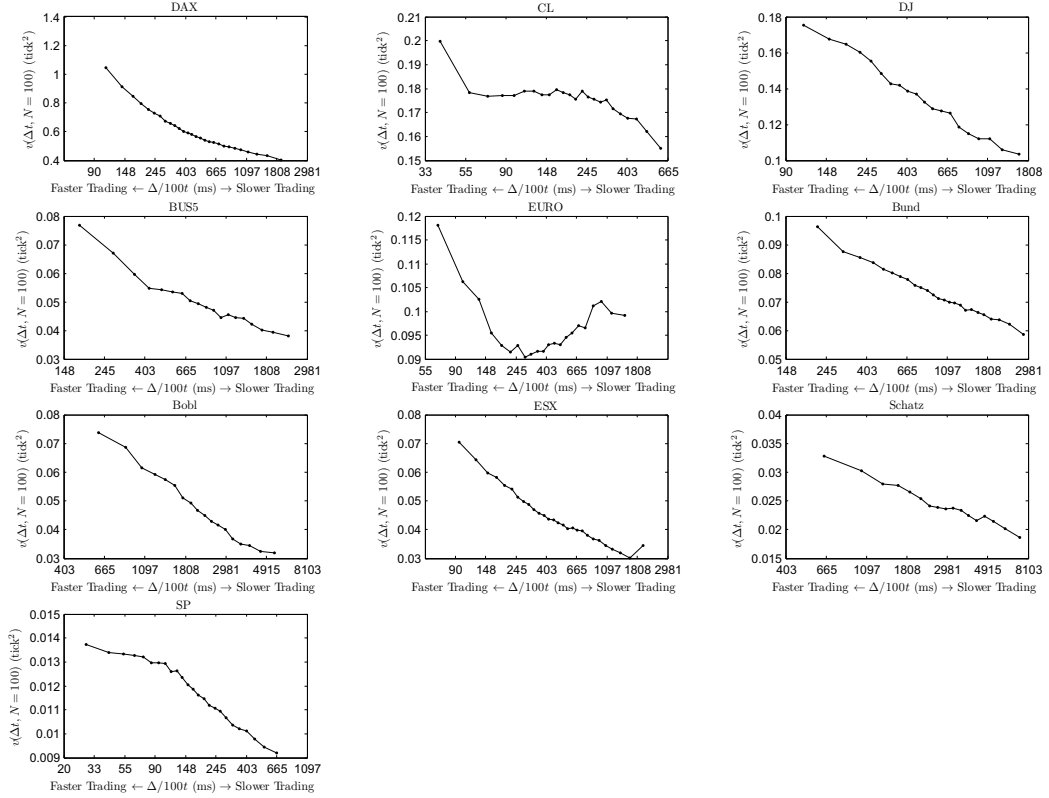 DAX
1.4
1.2
1
0.8
0.6
0.4
v(Δt, N = 100) (tick²)
90 148 245 403 665 1097 1808 2981
Faster Trading ← Δ/100t (ms) → Slower Trading
CL
0.21
0.2
0.19
0.18
0.17
0.16
0.15
v(Δt, N = 100) (tick²)
33 55 90 148 245 403 665
Faster Trading ← Δ/100t (ms) → Slower Trading
DJ
0.18
0.16
0.14
0.12
0.1
v(Δt, N = 100) (tick²)
90 148 245 403 665 1097 1808
Faster Trading ← Δ/100t (ms) → Slower Trading
BUS5
0.08
0.07
0.06
0.05
0.04
0.03
v(Δt, N = 100) (tick²)
148 245 403 665 1097 1808 2981
Faster Trading ← Δ/100t (ms) → Slower Trading
EURO
0.12
0.115
0.11
0.105
0.1
0.095
0.09
v(Δt, N = 100) (tick²)
55 90 148 245 403 665 1097 1808
Faster Trading ← Δ/100t (ms) → Slower Trading
Bund
0.1
0.09
0.08
0.07
0.06
0.05
v(Δt, N = 100) (tick²)
148 245 403 665 1097 1808 2981
Faster Trading ← Δ/100t (ms) → Slower Trading
Bobl
0.08
0.07
0.06
0.05
0.04
0.03
v(Δt, N = 100) (tick²)
403 665 1097 1808 2981 4915 8103
Faster Trading ← Δ/100t (ms) → Slower Trading
ESX
0.08
0.07
0.06
0.05
0.04
0.03
v(Δt, N = 100) (tick²)
90 148 245 403 665 1097 1808 2981
Faster Trading ← Δ/100t (ms) → Slower Trading
Schatz
0.04
0.035
0.03
0.025
0.02
0.015
v(Δt, N = 100) (tick²)
403 665 1097 1808 2981 4915 8103
Faster Trading ← Δ/100t (ms) → Slower Trading
SP
0.015
0.014
0.013
0.012
0.011
0.01
0.009
v(Δt, N = 100) (tick²)
20 33 55 90 148 245 403 665 1097
Faster Trading ← Δ/100t (ms) → Slower Trading